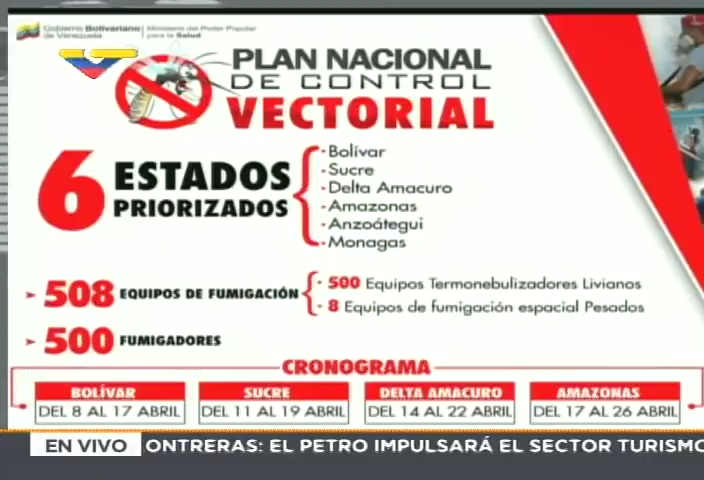 Gobierno Bolivariano
de Venezuela
Ministerio del Poder Popular
para la Salud
PLAN NACIONAL
DE CONTROL
VECTORIAL
6 ESTADOS
PRIORIZADOS
Bolívar
Sucre
Delta Amacuro
Amazonas
Anzoátegui
Monagas
508 EQUIPOS DE FUMIGACIÓN
500 Equipos Termonebulizadores Livianos
8 Equipos de fumigación espacial Pesados
500 FUMIGADORES
CRONOGRAMA
BOLÍVAR
DEL 8 AL 17 ABRIL
SUCRE
DEL 11 AL 19 ABRIL
DELTA AMACURO
DEL 14 AL 22 ABRIL
AMAZONAS
DEL 17 AL 26 ABRIL
EN VIVO ONTRERAS: EL PETRO IMPULSARÁ EL SECTOR TURISMO